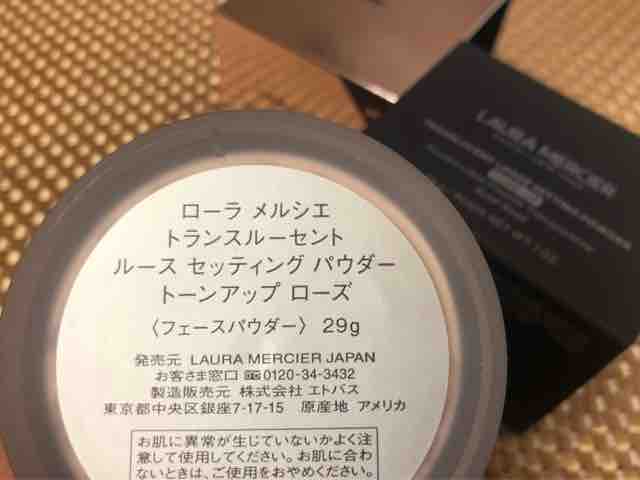 ローラ メルシエ
トランスルーセント
ルース セッティング パウダー
トーンアップ ローズ
〈フェースパウダー〉 29g
発売元 LAURA MERCIER JAPAN
お客さま窓口 0120-34-3432
製造販売元 株式会社 エトバス
東京都中央区銀座7-17-15 原産地 アメリカ
お肌に異常が生じていないかよく注
意して使用してください。お肌に合わ
ないときは、ご使用をおやめください。
LAURA MERCIER